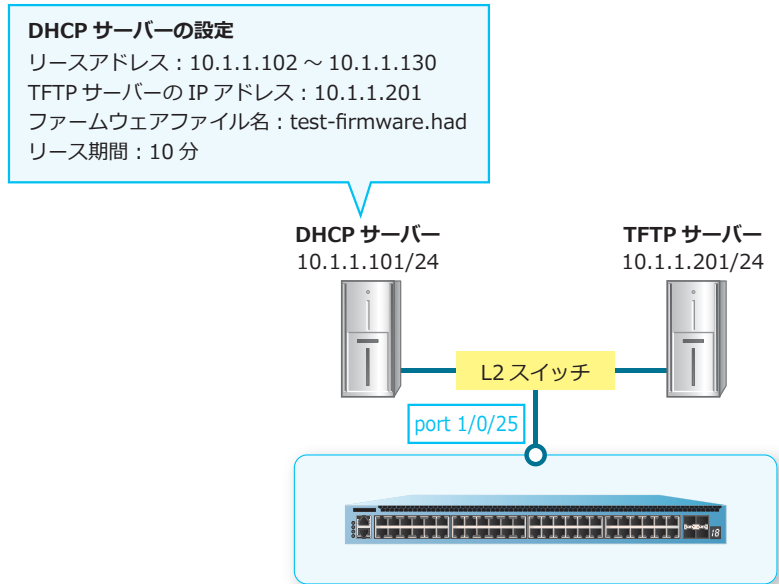 DHCP サーバーの設定
リースアドレス：10.1.1.102 ～ 10.1.1.130
TFTP サーバーの IP アドレス：10.1.1.201
ファームウェアファイル名：test-firmware.had
リース期間：10 分
DHCP サーバー
10.1.1.101/24
TFTP サーバー
10.1.1.201/24
L2 スイッチ
port 1/0/25